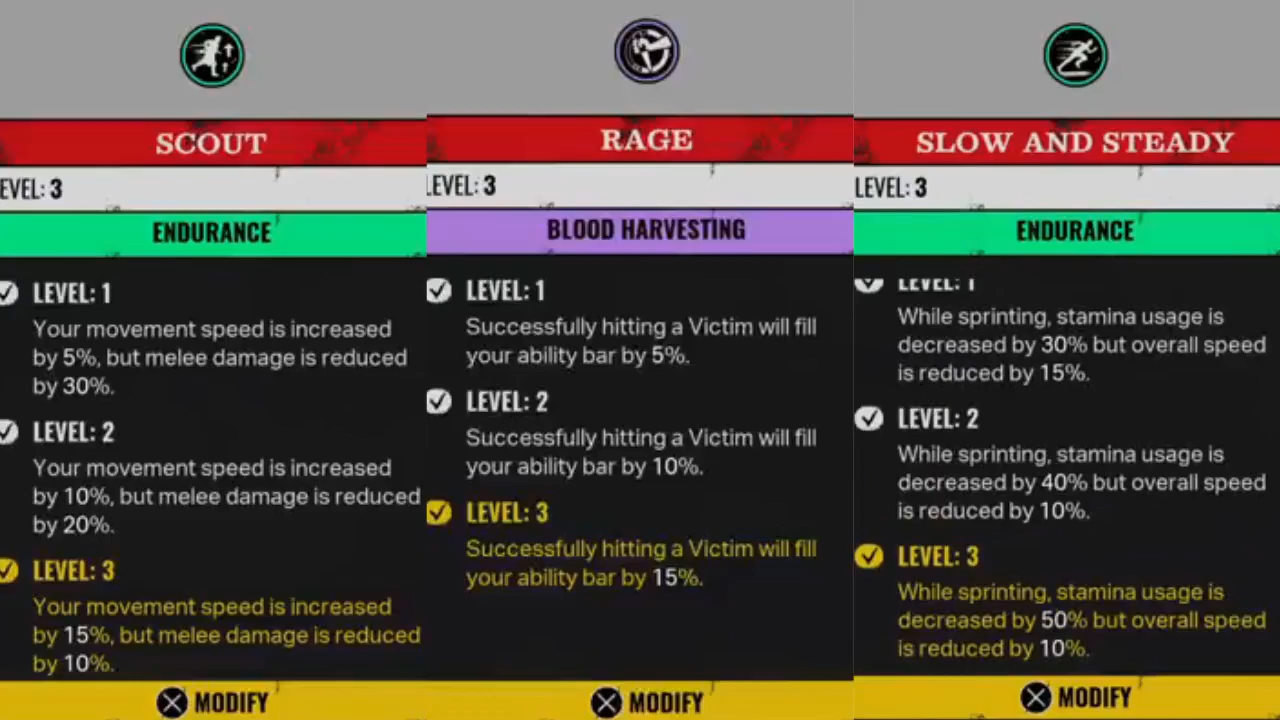 SCOUT
EVEL: 3
ENDURANCE
LEVEL: 1
Your movement speed is increased
by 5%, but melee damage is reduced
by 30%.
LEVEL: 2
Your movement speed is increased
by 10%, but melee damage is reduced
by 20%.
LEVEL: 3
Your movement speed is increased
by 15%, but melee damage is reduced
by 10%.
MODIFY
RAGE
LEVEL: 3
BLOOD HARVESTING
LEVEL: 1
Successfully hitting a Victim will fill
your ability bar by 5%.
LEVEL: 2
Successfully hitting a Victim will fill
your ability bar by 10%.
LEVEL: 3
Successfully hitting a Victim will fill
your ability bar by 15%.
MODIFY
SLOW AND STEADY
LEVEL: 3
ENDURANCE
LEVEL: 1
While sprinting, stamina usage is
decreased by 30% but overall speed
is reduced by 15%.
LEVEL: 2
While sprinting, stamina usage is
decreased by 40% but overall speed
is reduced by 10%.
LEVEL: 3
While sprinting, stamina usage is
decreased by 50% but overall speed
is reduced by 10%.
MODIFY